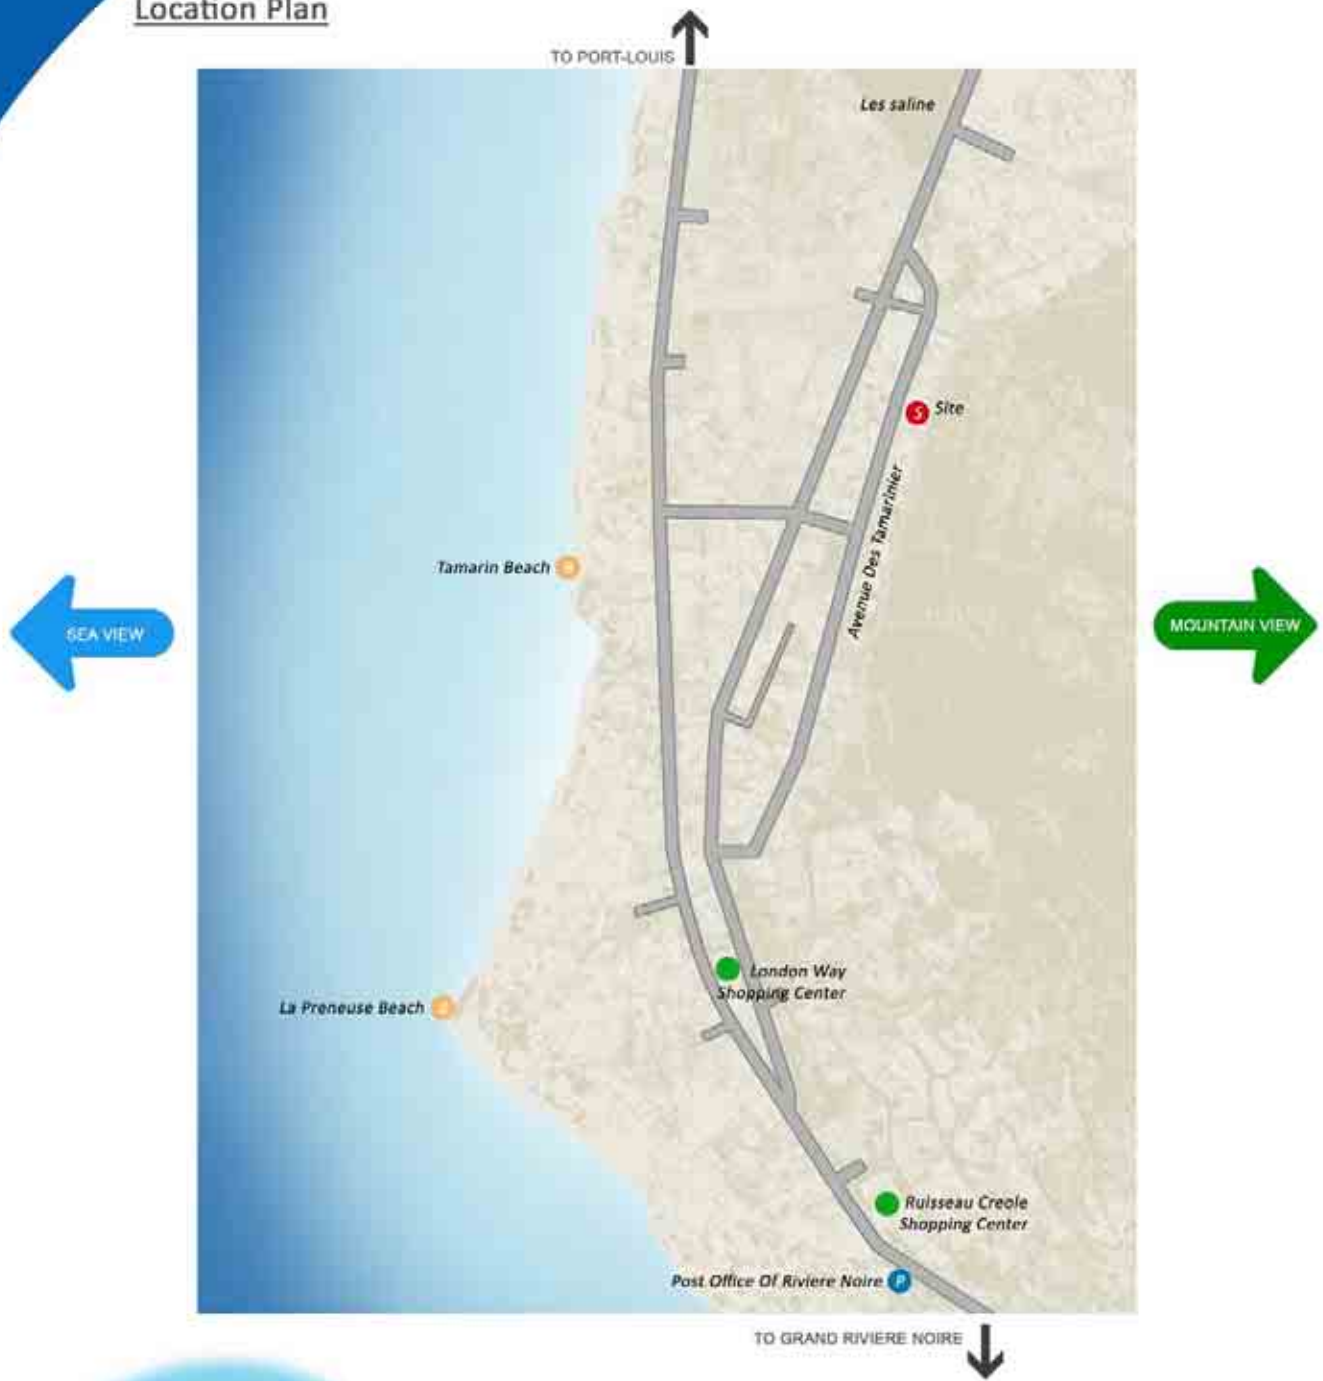 Location Plan
TO PORT-LOUIS
Les saline
S Site
Avenue Des Tamarinier
Tamarin Beach
SEA VIEW
MOUNTAIN VIEW
London Way
Shopping Center
La Preneuse Beach
Ruisseau Creole
Shopping Center
Post Office Of Riviere Noire P
TO GRAND RIVIERE NOIRE